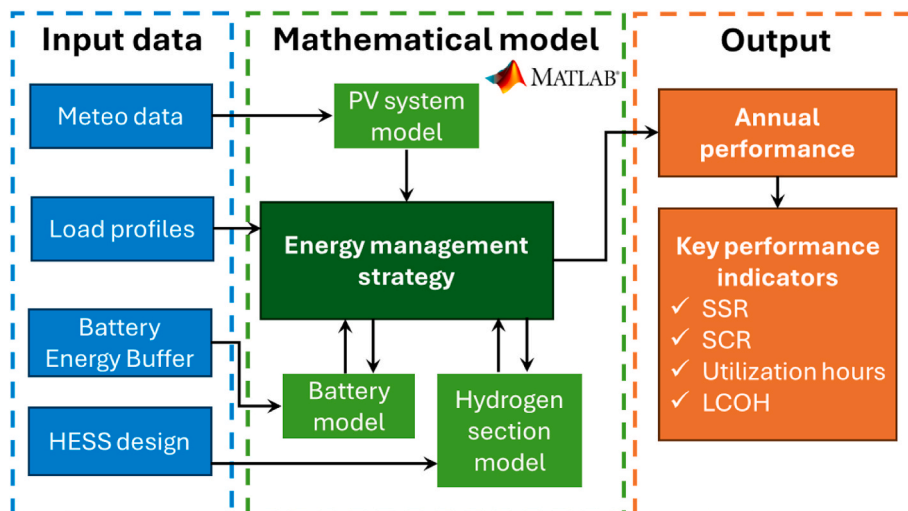 Input data
Meteo data
Load profiles
Battery
Energy Buffer
HESS design
Mathematical model
MATLAB®
PV system
model
Energy management
strategy
Battery
model
Hydrogen
section
model
Output
Annual
performance
Key performance
indicators
✓ SSR
✓ SCR
✓ Utilization hours
✓ LCOH